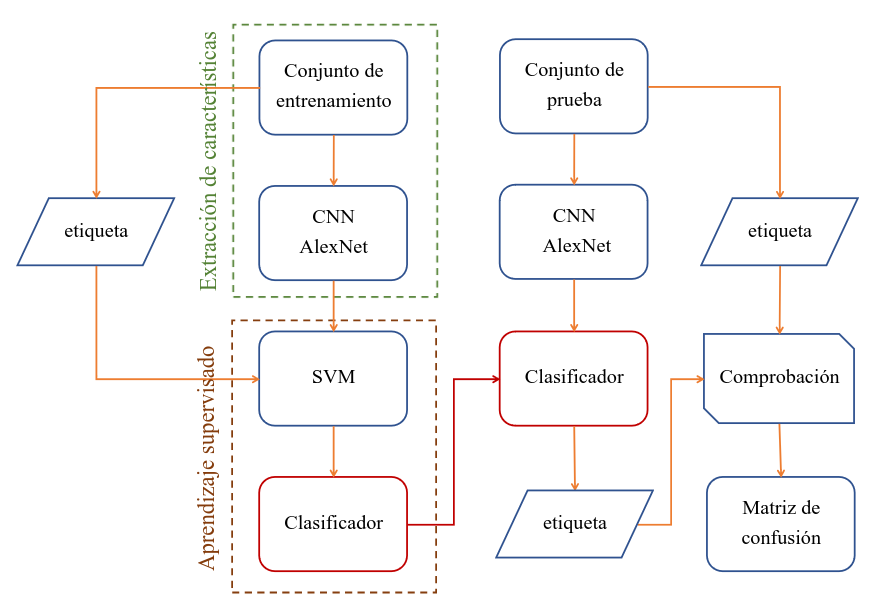 Extracción de características
Conjunto de
entrenamiento
CNN
AlexNet
etiqueta
Aprendizaje supervisado
SVM
Clasificador
Conjunto de
prueba
CNN
AlexNet
Clasificador
etiqueta
etiqueta
Comprobación
Matriz de
confusión